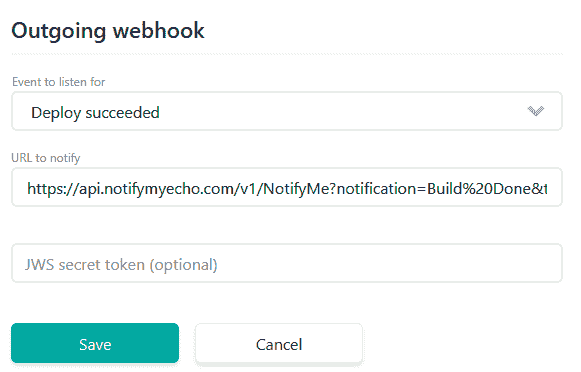 Outgoing webhook
Event to listen for
Deploy succeeded
URL to notify
https://api.notifymyecho.com/v1/NotifyMe?notification=Build%20Done&t
JWS secret token (optional)
Save
Cancel